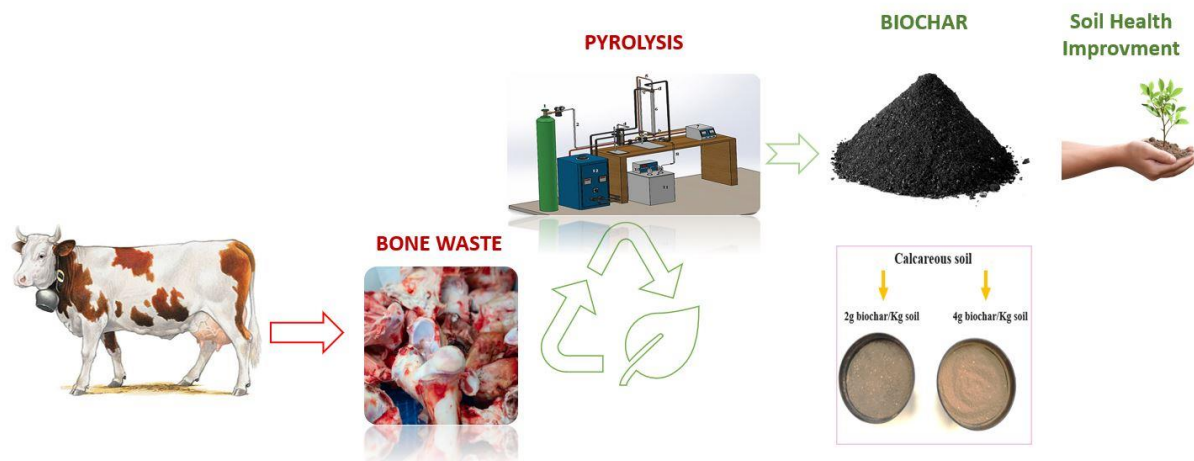 PYROLYSIS
BIOCHAR
Soil Health
Improvment
BONE WASTE
Calcareous soil
2g biochar/Kg soil
4g biochar/Kg soil